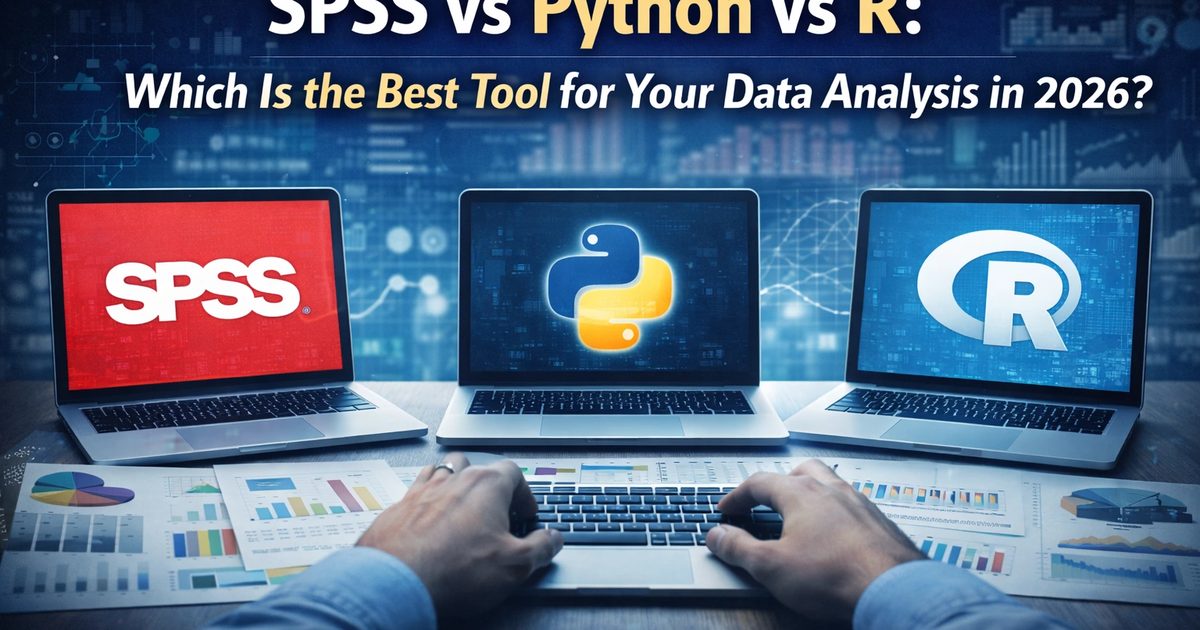 SPSS vs Python vs R:
Which Is the Best Tool for Your Data Analysis in 2026?
SPSS®
R